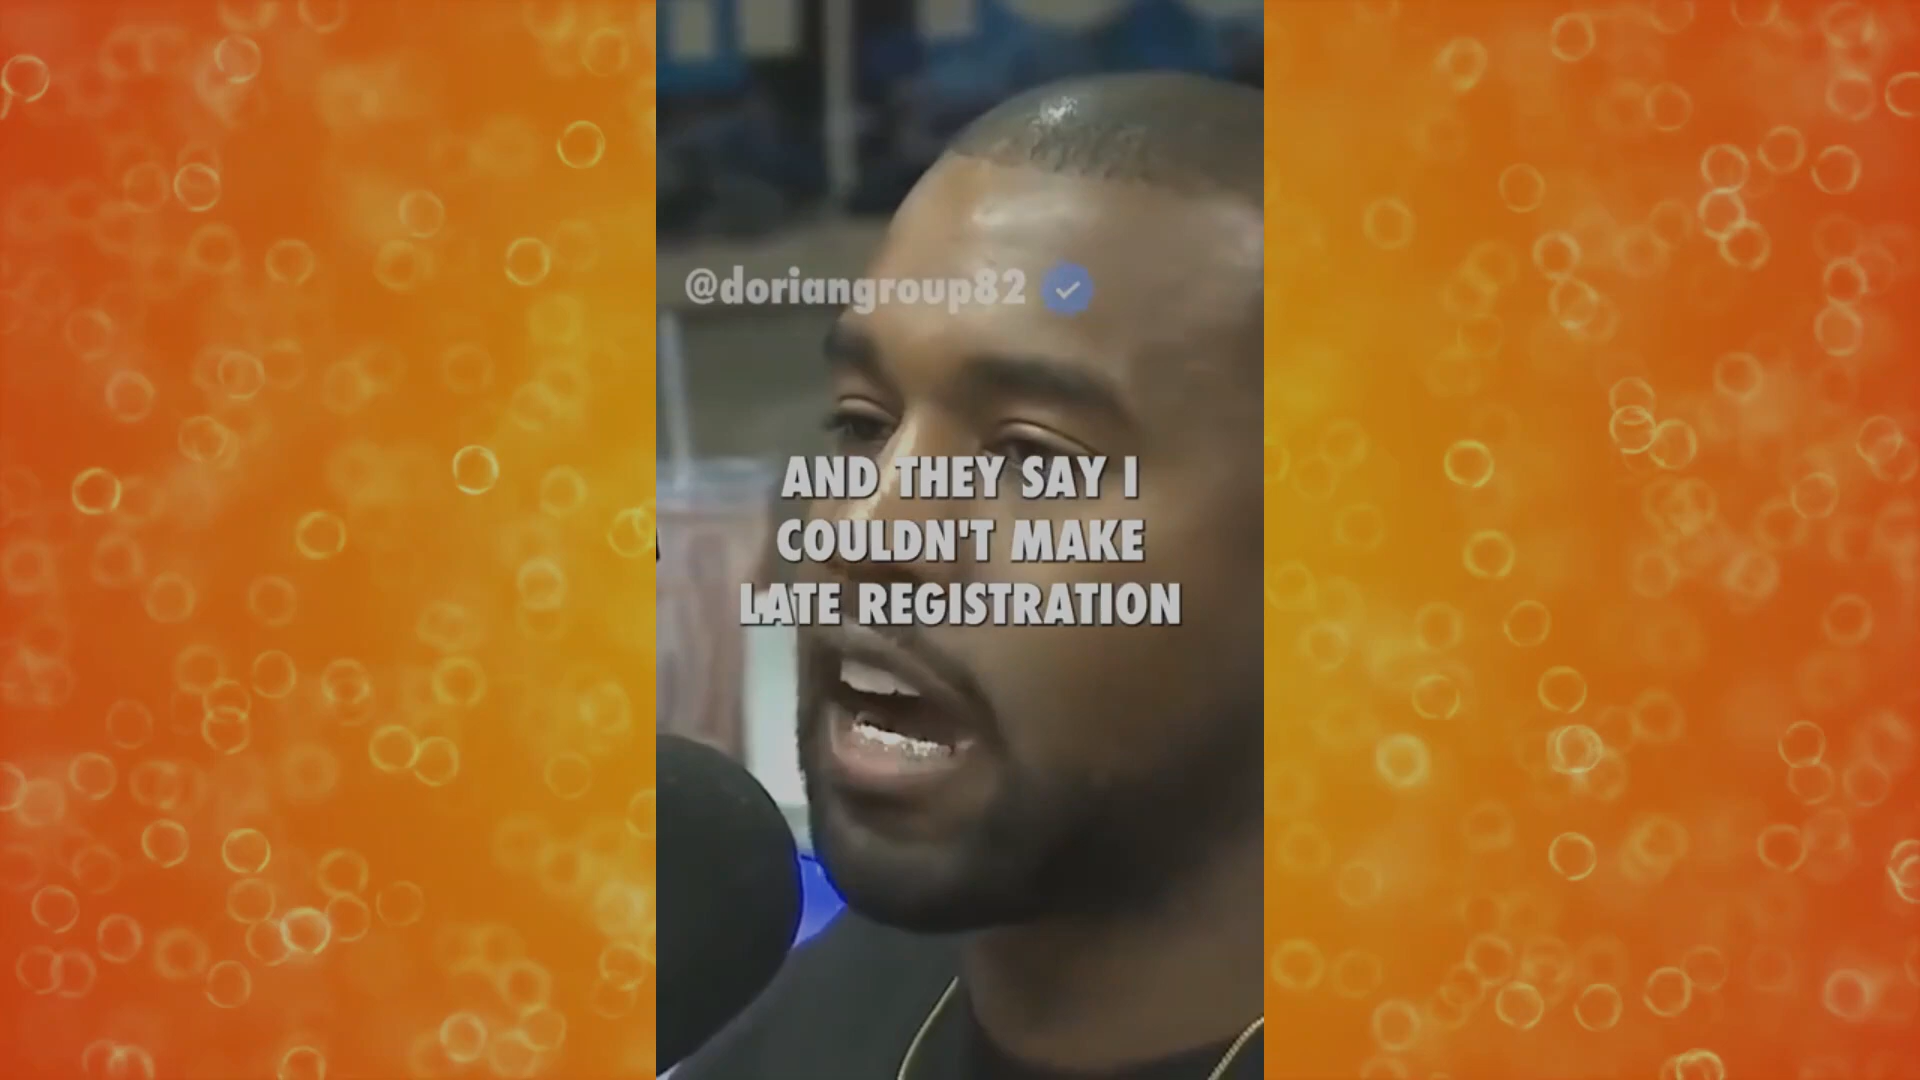 @doriangroup82
AND THEY SAY I
COULDN'T MAKE
LATE REGISTRATION